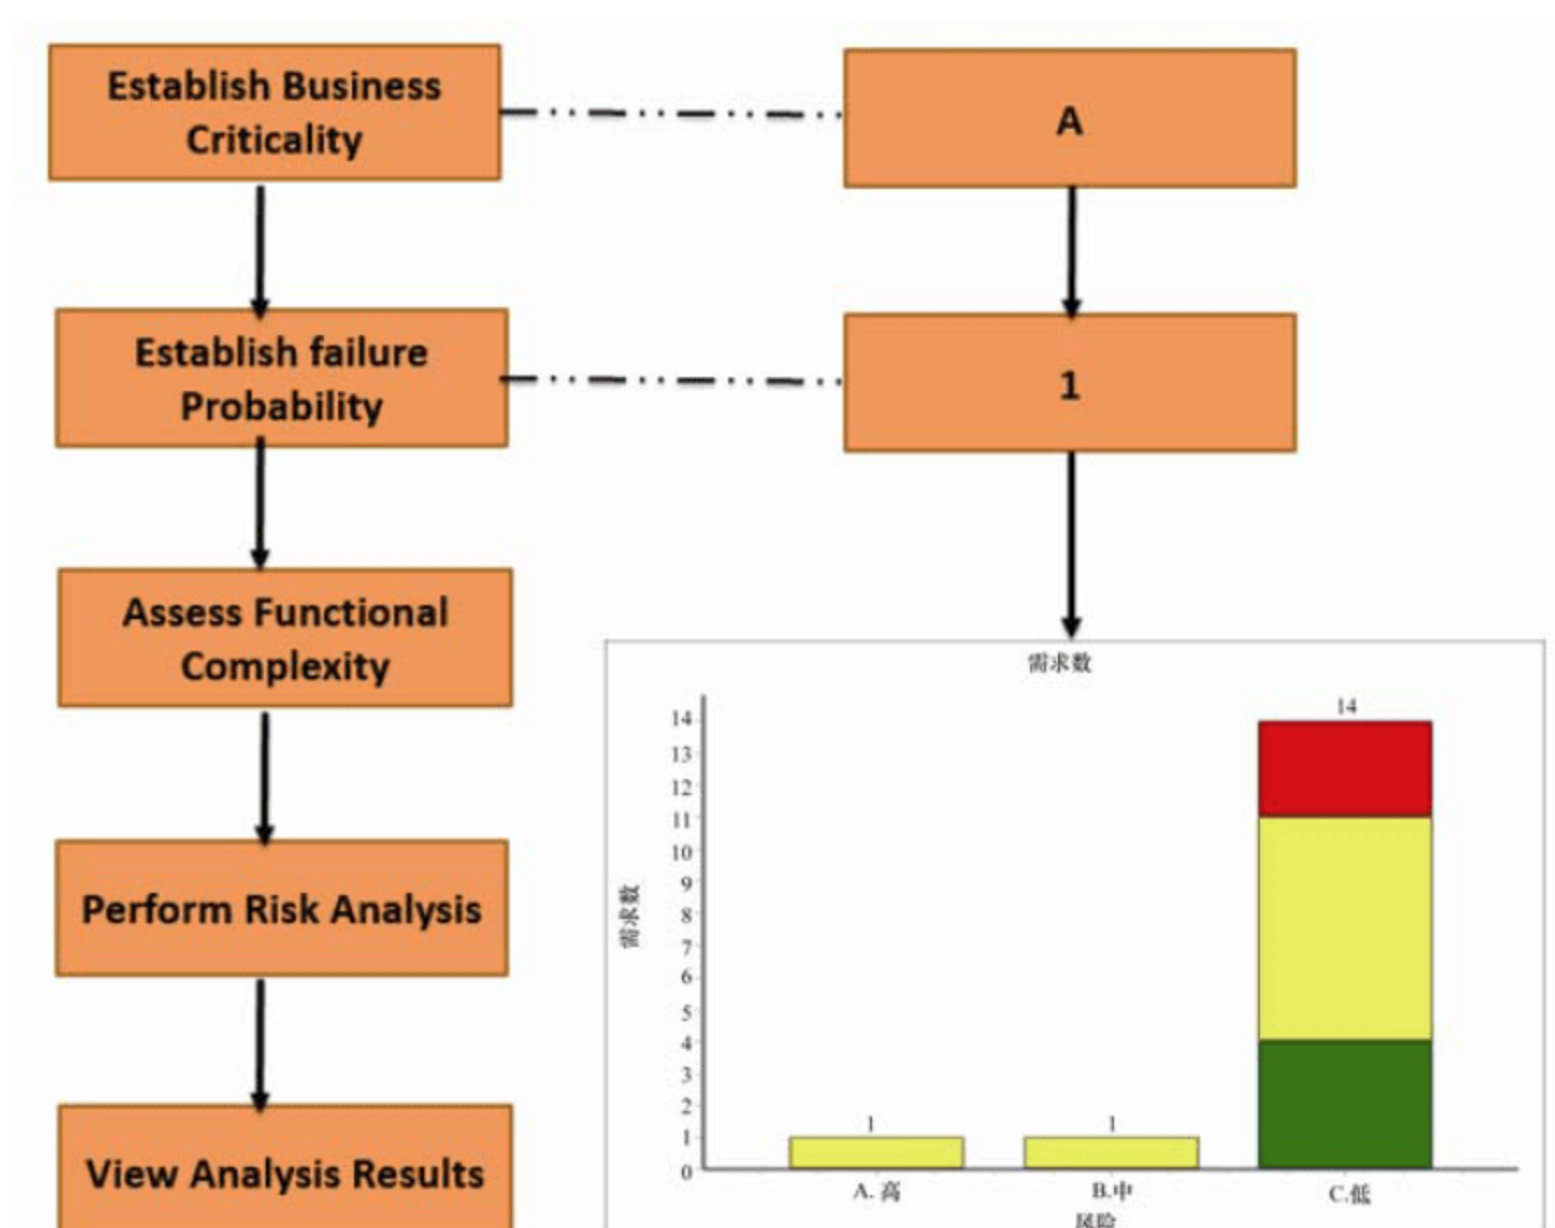 Establish Business
Criticality
A
Establish failure
Probability
1
Assess Functional
Complexity
Perform Risk Analysis
View Analysis Results
需求数
14
14
13
12
11
10
9
8
7
6
5
4
3
2
1
0
需求数
1
1
A. 高
B.中
C.低
风险